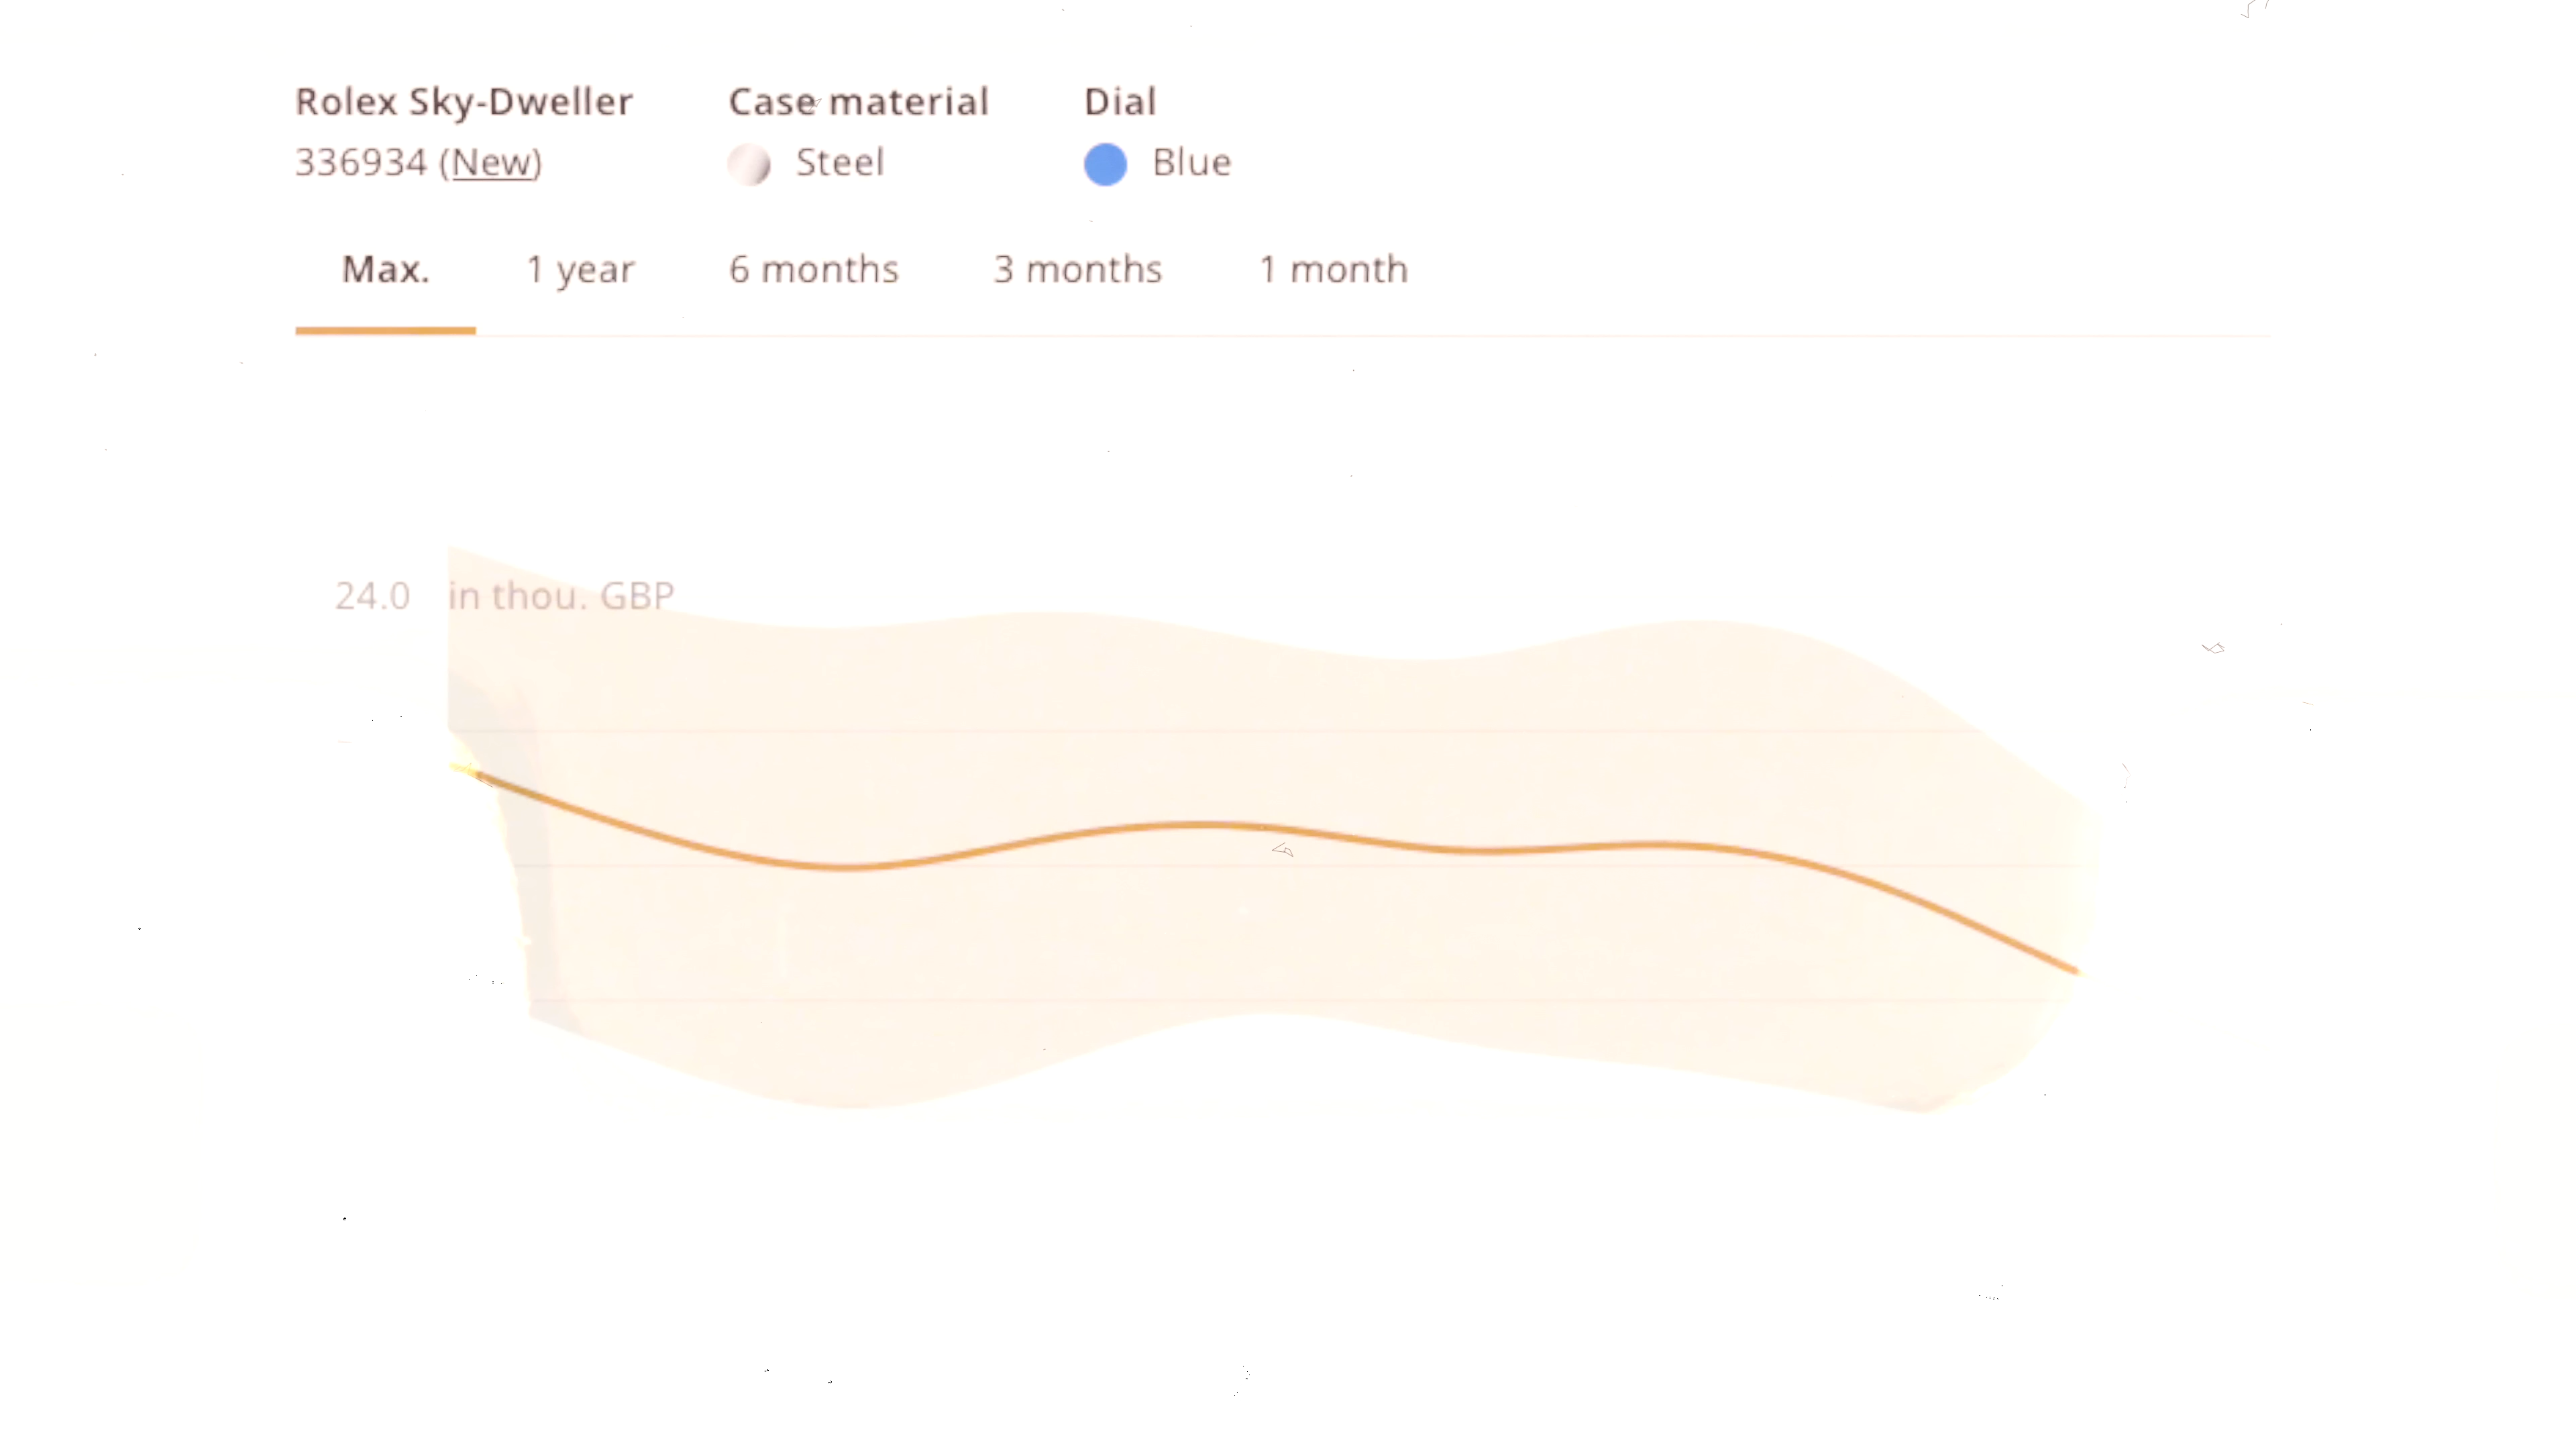 Rolex Sky-Dweller Case material Dial
336934 (New) Steel Blue
Max. 1 year 6 months 3 months 1 month
24.0 in thou. GBP